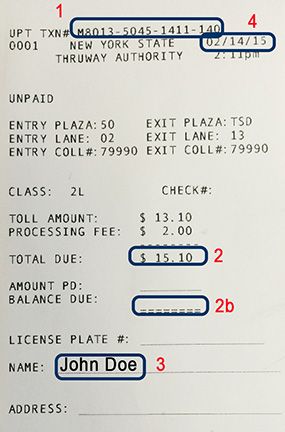 1
4
UPT TXN# M8013-5045-1411-140
0001 NEW YORK STATE 02/14/15
THRUWAY AUTHORITY 2:11pm
UNPAID
ENTRY PLAZA: 50 EXIT PLAZA: TSD
ENTRY LANE: 02 EXIT LANE: 13
ENTRY COLL#: 79990 EXIT COLL#: 79990
CLASS: 2L CHECK#:
TOLL AMOUNT: $ 13.10
PROCESSING FEE: $ 2.00
TOTAL DUE: $ 15.10 2
AMOUNT PD:
BALANCE DUE: 2b
LICENSE PLATE #:
NAME: John Doe 3
ADDRESS: